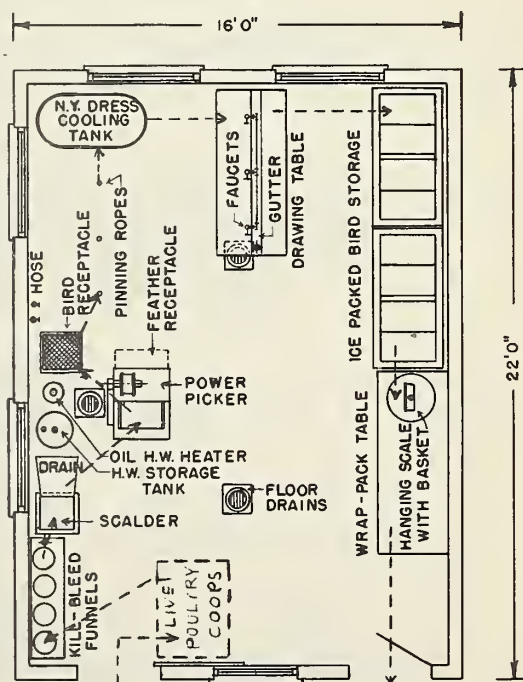 16'0"
N.Y. DRESS
COOLING
TANK
FAUCETS
GUTTER
DRAWING TABLE
ICE PACKED BIRD STORAGE
22'0"
HOSE
BIRD
RECEPTACLE
PINNING ROPES
FEATHER
RECEPTACLE
POWER
PICKER
OIL H.W. HEATER
H.W. STORAGE
TANK
DRAIN
SCALDER
FLOOR
DRAINS
WRAP-PACK TABLE
HANGING SCALE
WITH BASKET
KILL-BLEED
FUNNELS
LIVE
POULTRY
COOPS